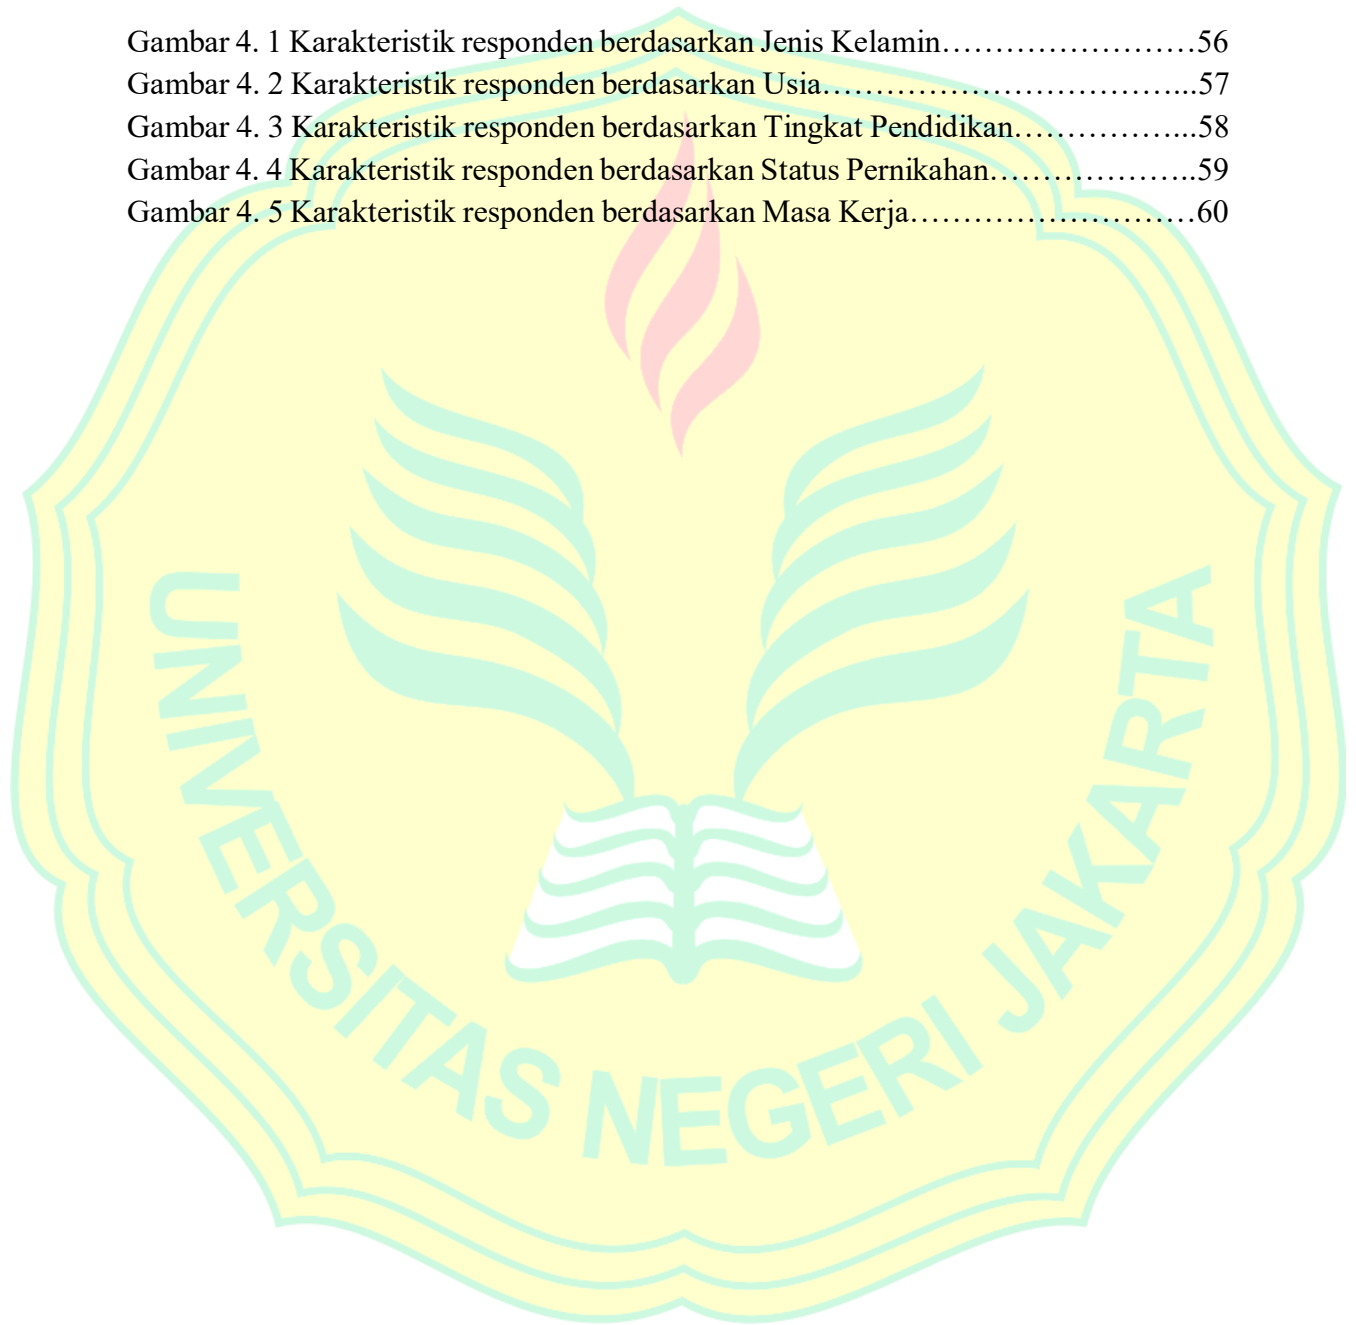 Gambar 4. 1 Karakteristik responden berdasarkan Jenis Kelamin……………………56
Gambar 4. 2 Karakteristik responden berdasarkan Usia……………………………...57
Gambar 4. 3 Karakteristik responden berdasarkan Tingkat Pendidikan……………...58
Gambar 4. 4 Karakteristik responden berdasarkan Status Pernikahan………………..59
Gambar 4. 5 Karakteristik responden berdasarkan Masa Kerja………………………60
UNIVERSITAS NEGERI JAKARTA